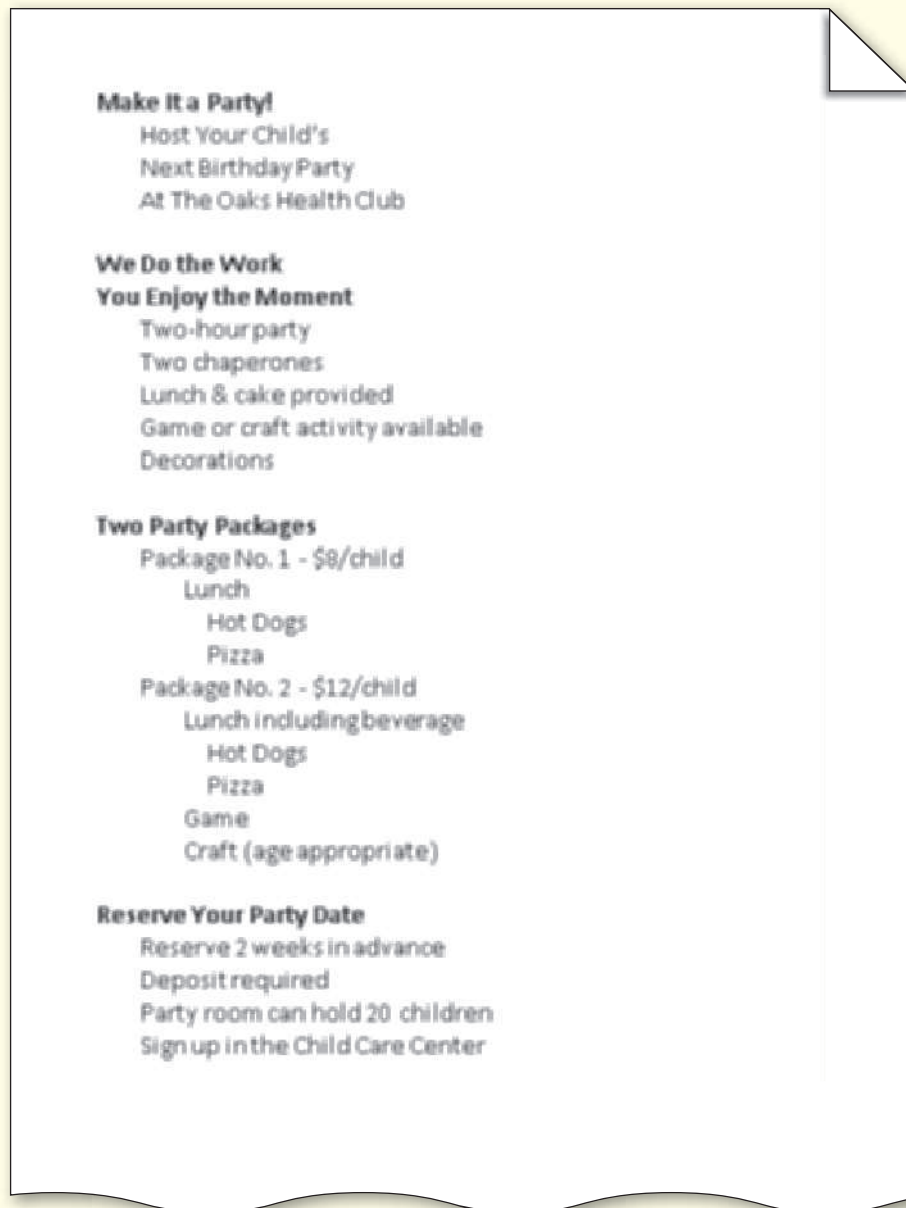 Make It a Party!
Host Your Child's
Next Birthday Party
At The Oaks Health Club
We Do the Work
You Enjoy the Moment
Two-hour party
Two chaperones
Lunch & cake provided
Game or craft activity available
Decorations
Two Party Packages
Package No. 1 - $8/child
Lunch
Hot Dogs
Pizza
Package No. 2 - $12/child
Lunch including beverage
Hot Dogs
Pizza
Game
Craft (age appropriate)
Reserve Your Party Date
Reserve 2 weeks in advance
Deposit required
Party room can hold 20 children
Sign up in the Child Care Center